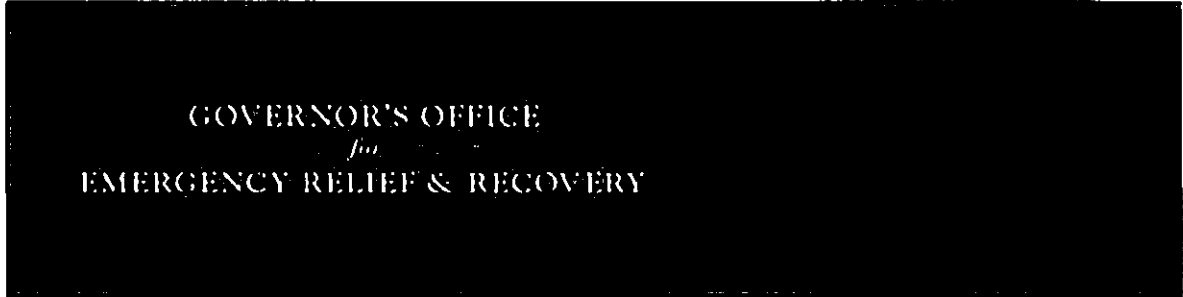 GOVERNOR'S OFFICE
for
EMERGENCY RELIEF & RECOVERY